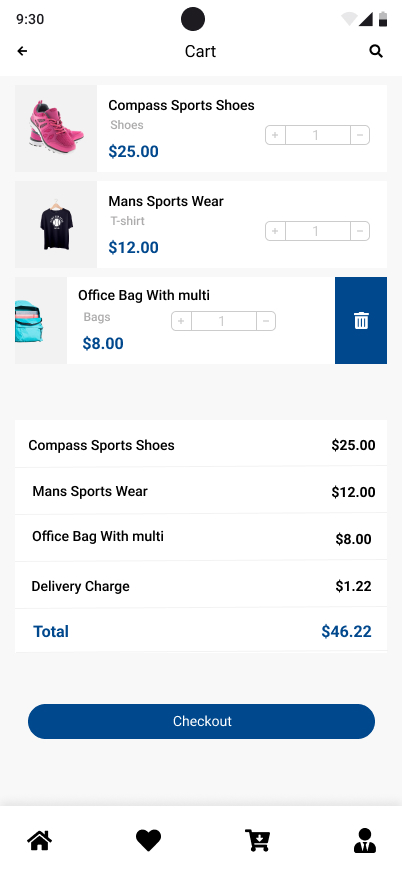 9:30
Cart
Compass Sports Shoes
Shoes
$25.00
+ 1 −
Mans Sports Wear
T-shirt
$12.00
+ 1 −
Office Bag With multi
Bags
$8.00
+ 1 −
Compass Sports Shoes $25.00
Mans Sports Wear $12.00
Office Bag With multi $8.00
Delivery Charge $1.22
Total $46.22
Checkout